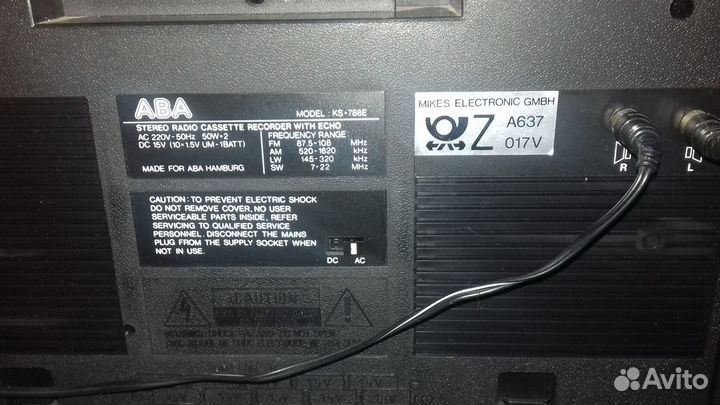 ABA
MODEL: KS-788E
STEREO RADIO CASSETTE RECORDER WITH ECHO
AC 220V~50Hz 50W×2
DC 15V (10×1.5V UM-1BATT)
FREQUENCY RANGE:
FM 87.5-108 MHz
AM 520-1620 kHz
LW 145-320 kHz
SW 7-22 MHz
MADE FOR ABA HAMBURG
CAUTION: TO PREVENT ELECTRIC SHOCK
DO NOT REMOVE COVER, NO USER
SERVICEABLE PARTS INSIDE, REFER
SERVICING TO QUALIFIED SERVICE
PERSONNEL. DISCONNECT THE MAINS
PLUG FROM THE SUPPLY SOCKET WHEN
NOT IN USE.
DC AC
CAUTION
MIKES ELECTRONIC GMBH
Z A637
017V
R L
Avito